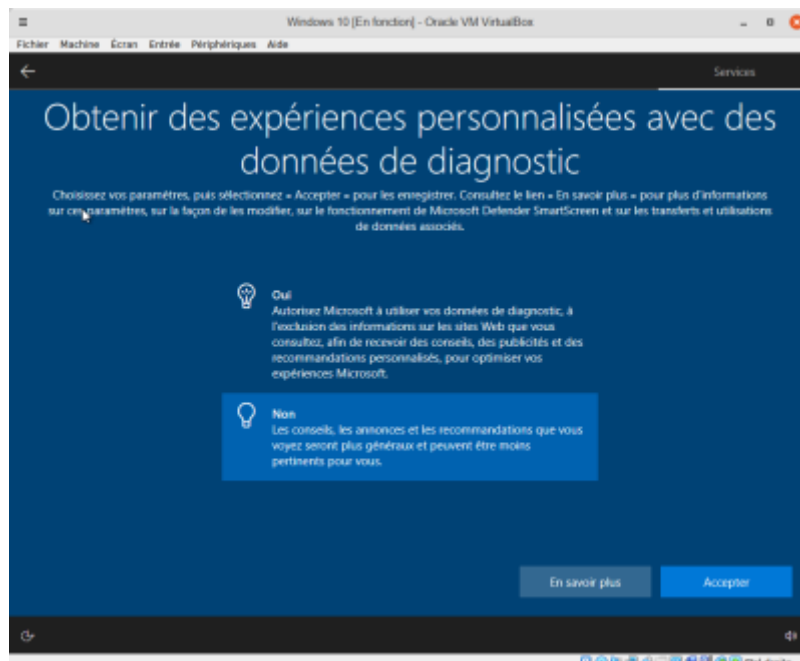 Windows 10 [En fonction] - Oracle VM VirtualBox
Fichier Machine Écran Entrée Périphériques Aide
Services
Obtenir des expériences personnalisées avec des
données de diagnostic
Choisissez vos paramètres, puis sélectionnez « Accepter » pour les enregistrer. Consultez le lien « En savoir plus » pour plus d'informations
sur ces paramètres, sur la façon de les modifier, sur le fonctionnement de Microsoft Defender SmartScreen et sur les transferts et utilisations
de données associés.
Oui
Autorisez Microsoft à utiliser vos données de diagnostic, à
l'exclusion des informations sur les sites Web que vous
consultez, afin de recevoir des conseils, des publicités et des
recommandations personnalisés, pour optimiser vos
expériences Microsoft.
Non
Les conseils, les annonces et les recommandations que vous
voyez seront plus généraux et peuvent être moins
pertinents pour vous.
En savoir plus
Accepter